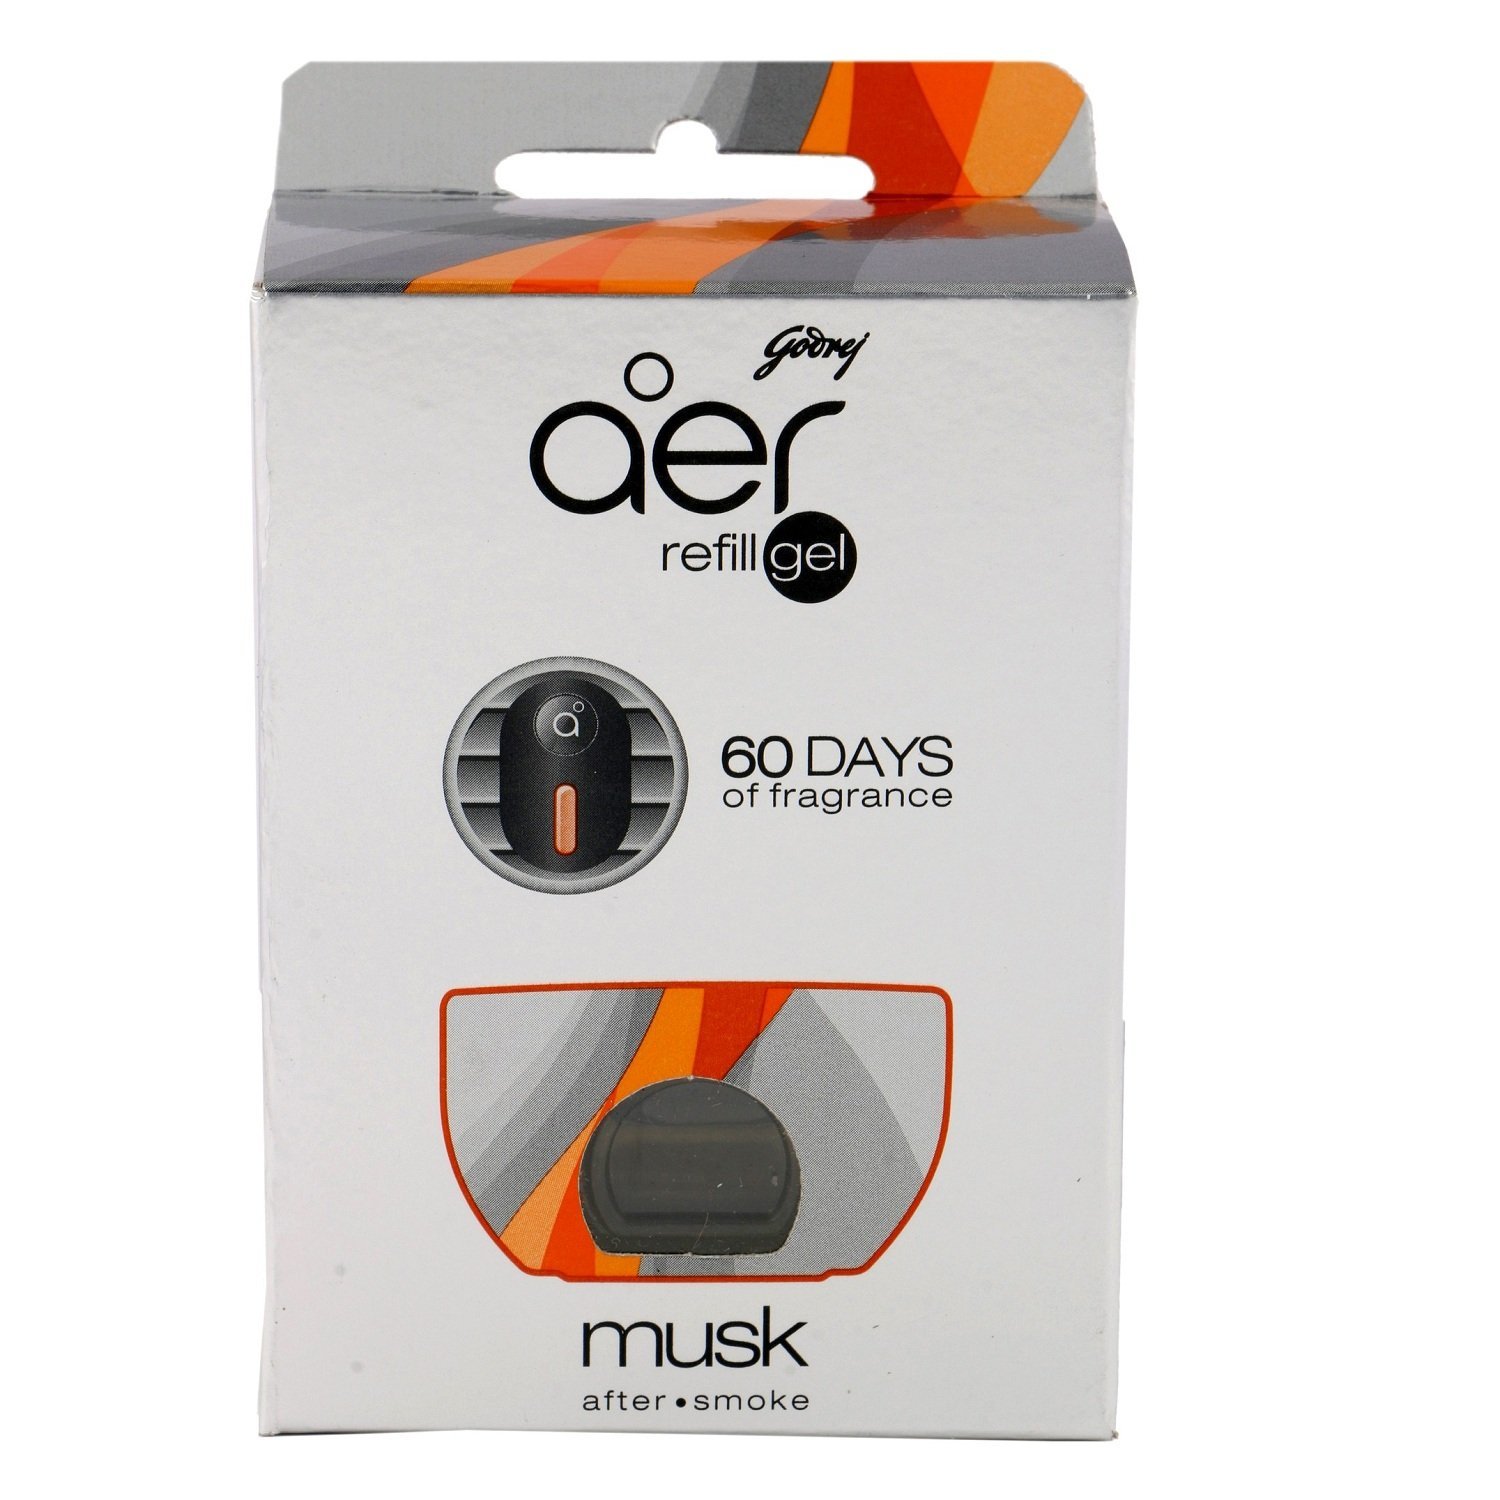 Godrej
aer
refill gel
a
60 DAYS
of fragrance
musk
after • smoke